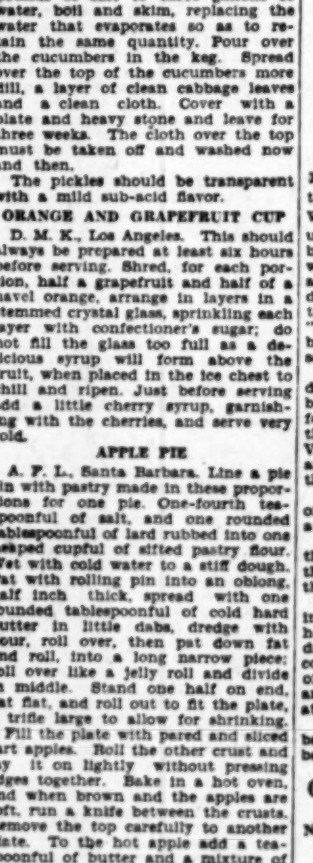 water, boil and skim, replacing the
water that evaporates so as to re-
tain the same quantity. Pour over
the cucumbers in the keg. Spread
over the top of the cucumbers more
dill, a layer of clean cabbage leaves
and a clean cloth. Cover with a
plate and heavy stone and leave for
three weeks. The cloth over the top
must be taken off and washed now
and then.
The pickles should be transparent
with a mild sub-acid flavor.
ORANGE AND GRAPEFRUIT CUP
D. M. K., Los Angeles. This should
always be prepared at least six hours
before serving. Shred, for each por-
tion, half a grapefruit and half of a
navel orange, arrange in layers in a
stemmed crystal glass, sprinkling each
layer with confectioner's sugar; do
not fill the glass too full as a de-
licious syrup will form above the
fruit, when placed in the ice chest to
chill and ripen. Just before serving
add a little cherry syrup, garnish-
ing with the cherries, and serve very
cold.
APPLE PIE
A. F. L., Santa Barbara. Line a pie
tin with pastry made in these propor-
tions for one pie. One-fourth tea-
spoonful of salt, and one rounded
tablespoonful of lard rubbed into one
heaped cupful of sifted pastry flour.
Wet with cold water to a stiff dough.
Pat with rolling pin into an oblong,
half inch thick, spread with one
rounded tablespoonful of cold hard
butter in little dabs, dredge with
flour, roll over, then pat down fat
and roll, into a long narrow piece;
roll over like a jelly roll and divide
in middle. Stand one half on end,
pat flat, and roll out to fit the plate,
a trifle large to allow for shrinking.
Fill the plate with pared and sliced
tart apples. Roll the other crust and
lay it on lightly without pressing
edges together. Bake in a hot oven,
and when brown and the apples are
soft, run a knife between the crusts.
Remove the top carefully to another
plate. To the hot apple add a tea-
spoonful of butter and a mixture of